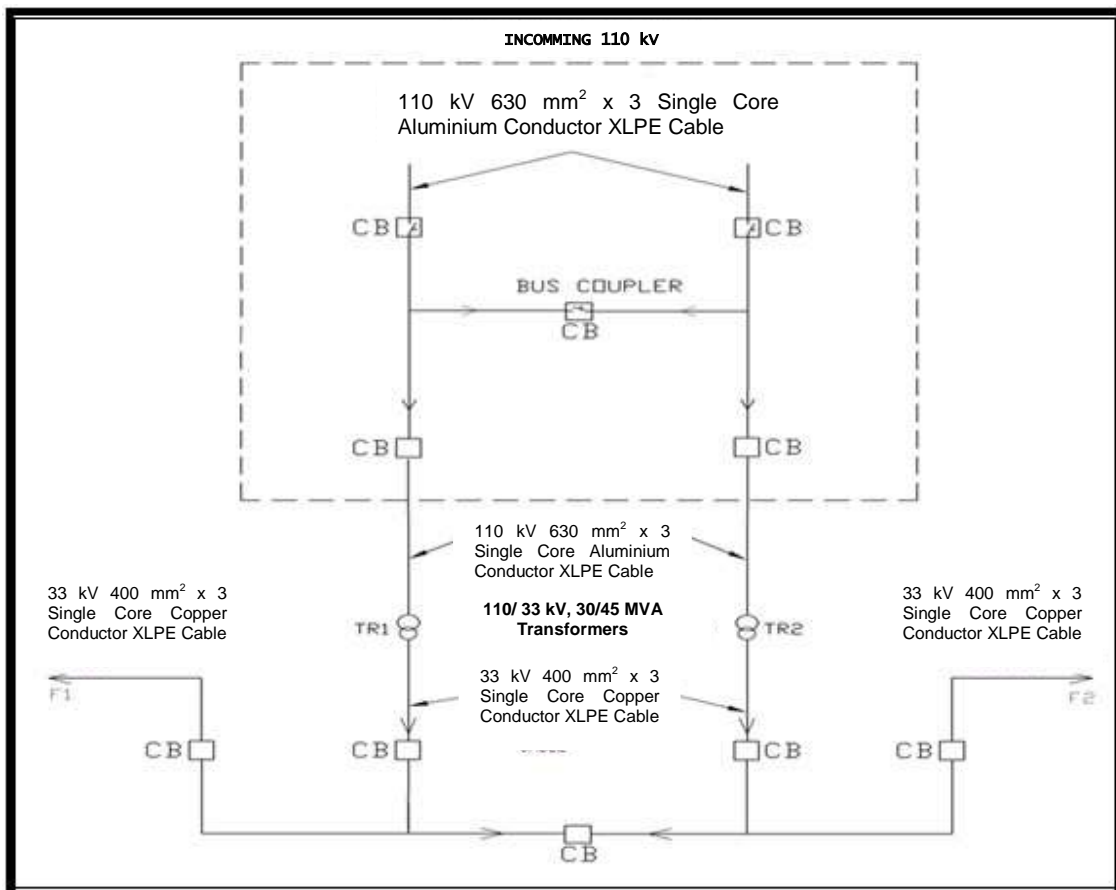 INCOMMING 110 kV
110 kV 630 mm² x 3 Single Core
Aluminium Conductor XLPE Cable
CB
CB
BUS COUPLER
CB
CB
CB
110 kV 630 mm² x 3
Single Core Aluminium
Conductor XLPE Cable
33 kV 400 mm² x 3
Single Core Copper
Conductor XLPE Cable
33 kV 400 mm² x 3
Single Core Copper
Conductor XLPE Cable
TR1
110/ 33 kV, 30/45 MVA
Transformers
TR2
33 kV 400 mm² x 3
Single Core Copper
Conductor XLPE Cable
F1
F2
CB
CB
CB
CB
CB